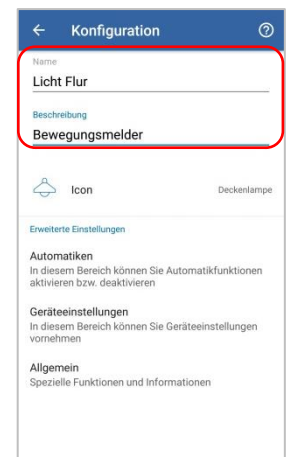 Konfiguration
Name
Licht Flur
Beschreibung
Bewegungsmelder
Icon
Deckenlampe
Erweiterte Einstellungen
Automatiken
In diesem Bereich können Sie Automatikfunktionen
aktivieren bzw. deaktivieren
Geräteeinstellungen
In diesem Bereich können Sie Geräteeinstellungen
vornehmen
Allgemein
Spezielle Funktionen und Informationen